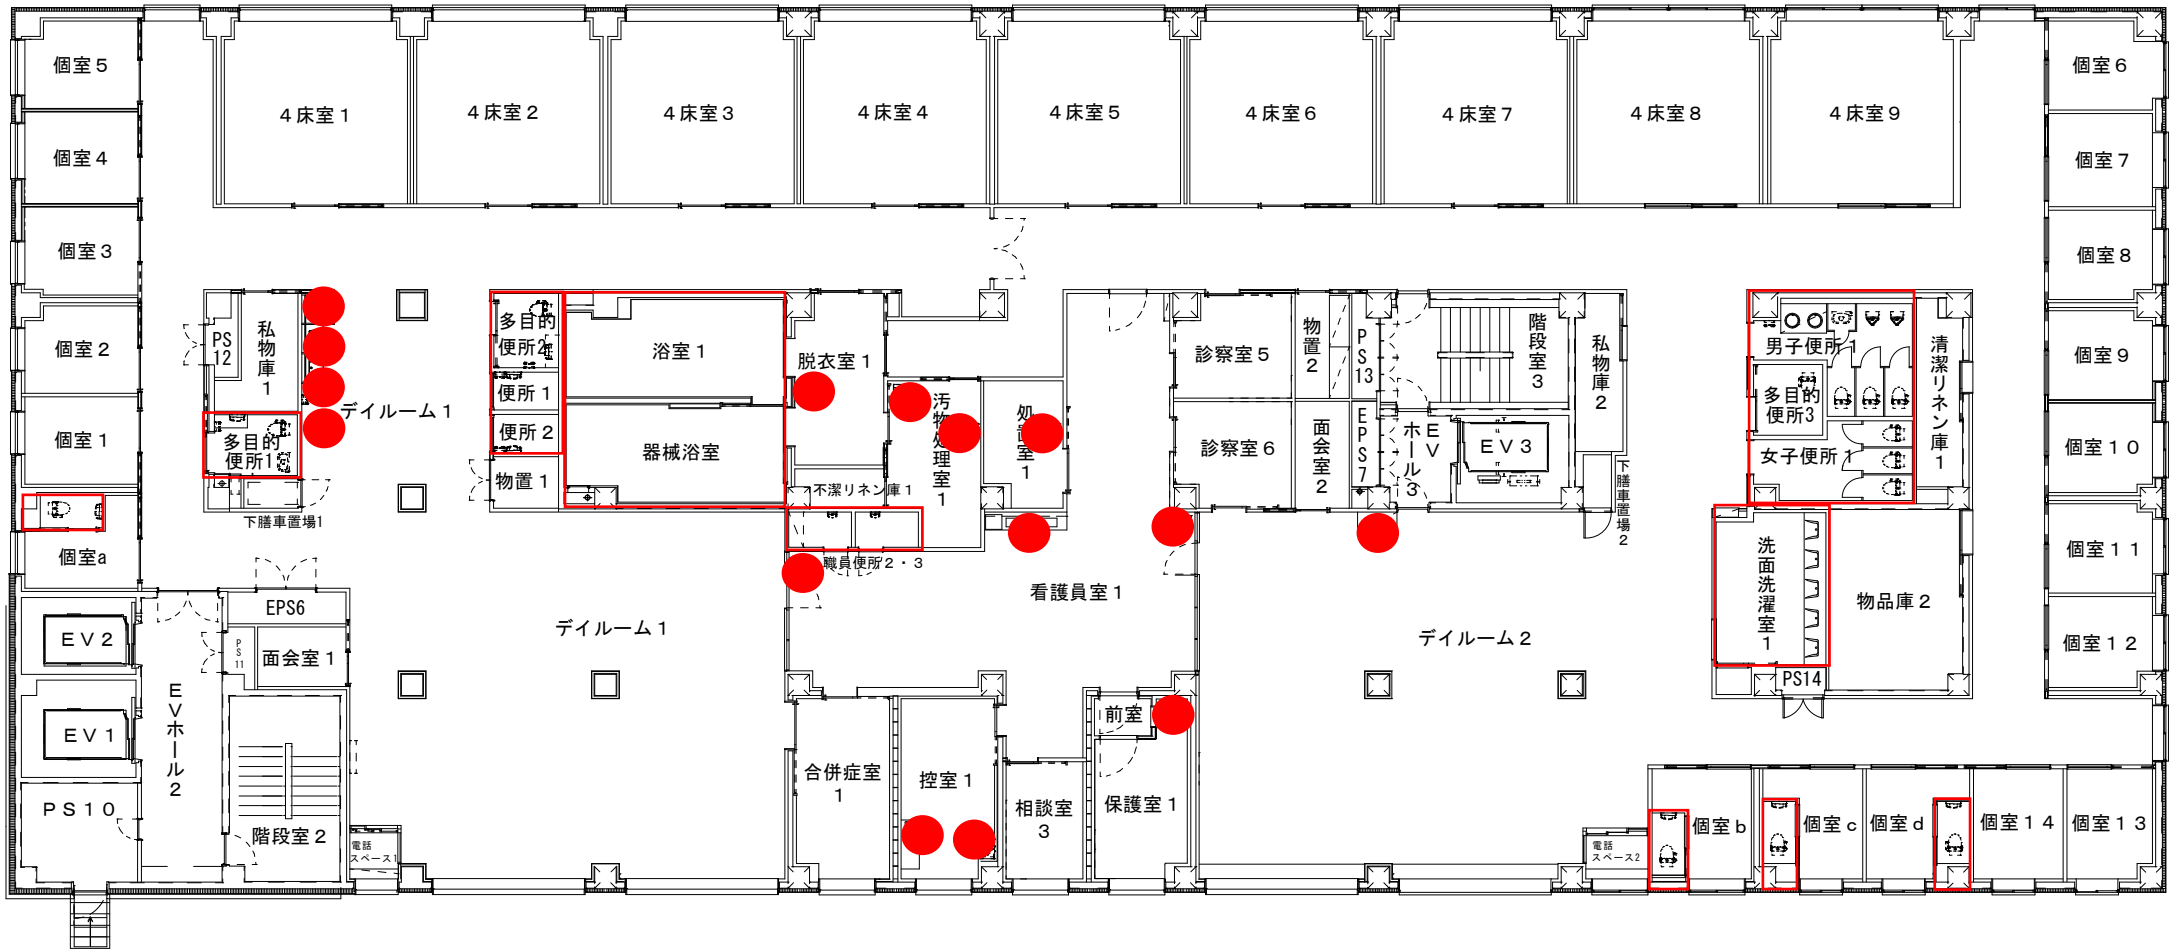 個室５
４床室１
４床室２
４床室３
４床室４
４床室５
４床室６
４床室７
４床室８
４床室９
個室６
個室４
個室７
個室３
個室８
個室２
PS
12
私物庫１
多目的
便所2
便所１
便所２
物置１
浴室１
器械浴室
脱衣室１
汚物処理室１
処置室１
不潔リネン庫１
診察室５
診察室６
物置２
面会室２
PS13
EPS7
EVホール３
階段室３
EV３
私物庫２
下膳車置場２
男子便所１
多目的
便所3
女子便所１
清潔リネン庫１
個室９
個室１
デイルーム１
多目的
便所1
下膳車置場1
個室１０
個室a
個室１１
職員便所２・３
看護員室１
洗面洗濯室１
物品庫２
EPS6
ＥＶ２
PS11
面会室１
デイルーム１
デイルーム２
個室１２
ＥＶ１
ＥＶホール２
PS14
前室
ＰＳ１０
階段室２
電話
スペース1
合併症室
１
控室１
相談室
３
保護室１
電話
スペース2
個室ｂ
個室ｃ
個室ｄ
個室１４
個室１３